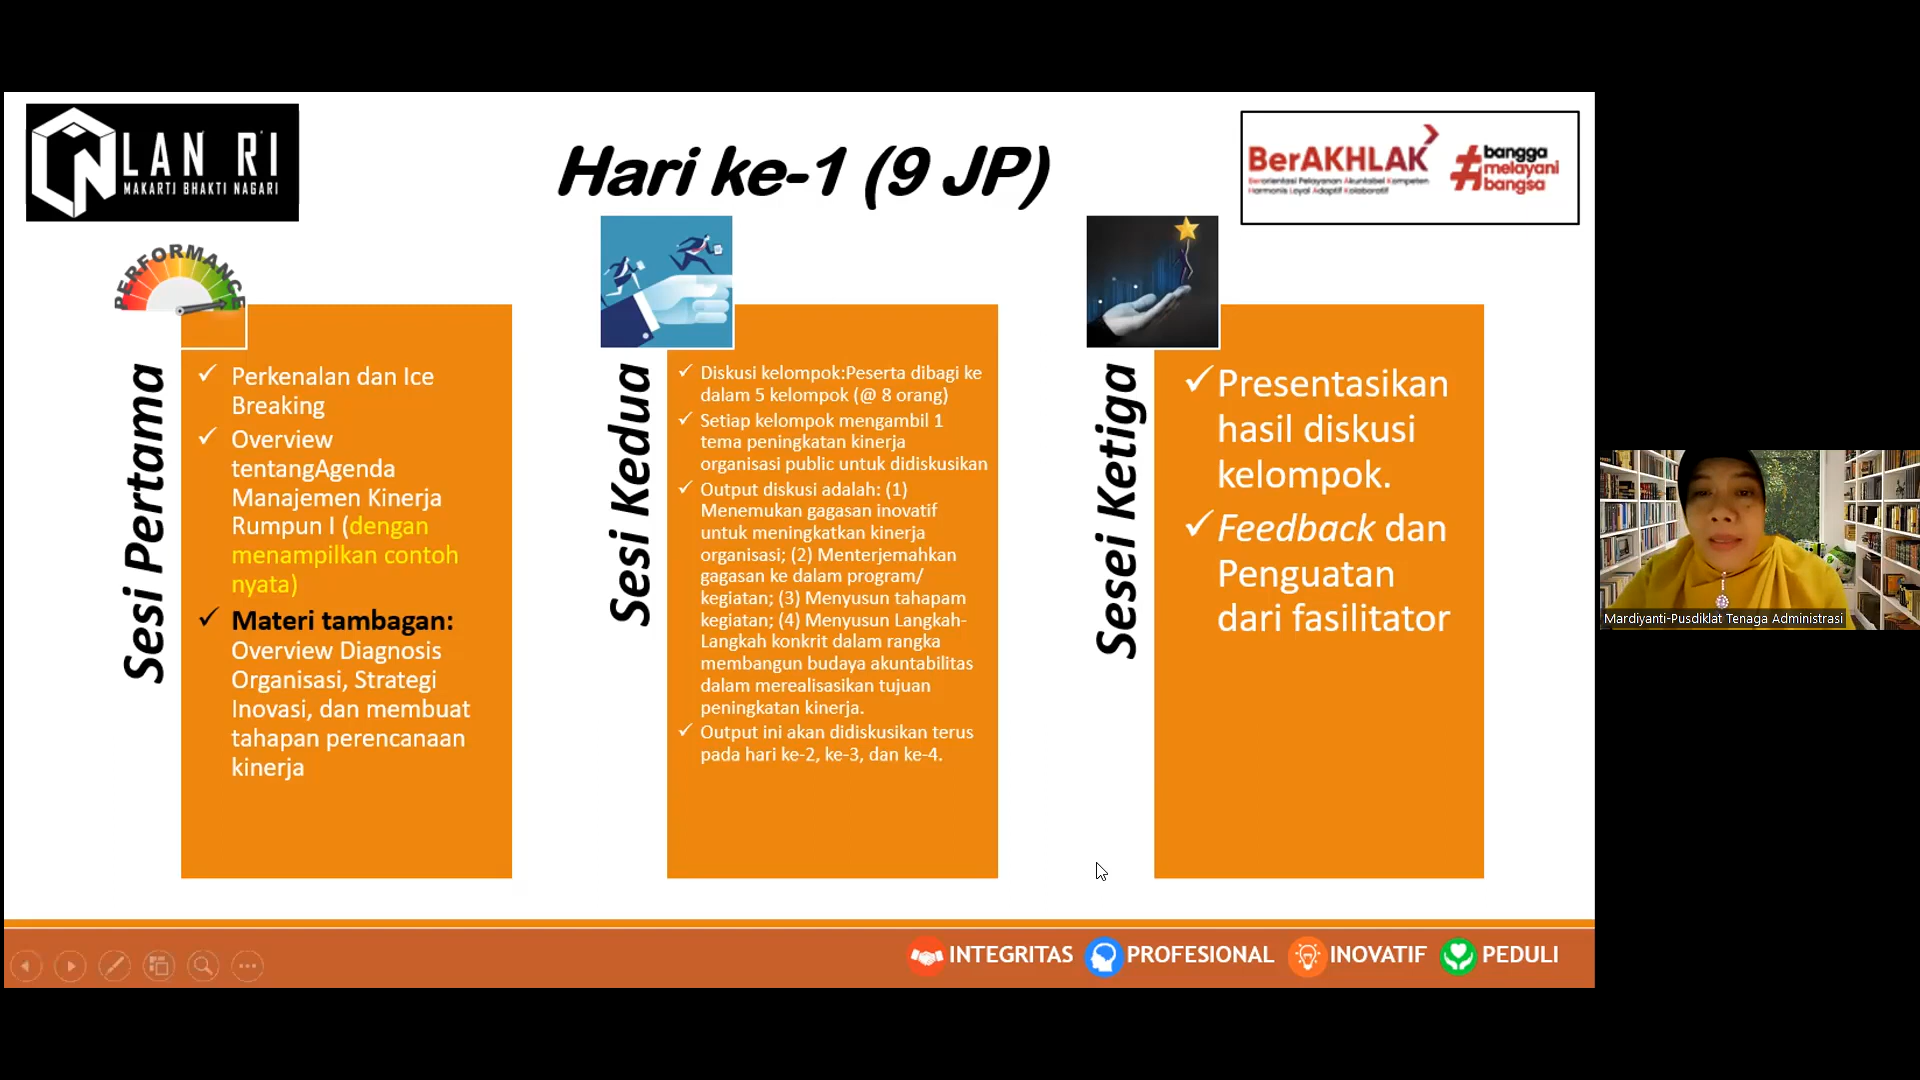 LAN RI
MAKARTI BHAKTI NAGARI
Hari ke-1 (9 JP)
BerAKHLAK
Berorientasi Pelayanan Akuntabel Kompeten
Harmonis Loyal Adaptif Kolaboratif
#bangga
melayani
bangsa
PERFORMANCE
Sesi Pertama
✓ Perkenalan dan Ice
Breaking
✓ Overview
tentangAgenda
Manajemen Kinerja
Rumpun I (dengan
menampilkan contoh
nyata)
✓ Materi tambagan:
Overview Diagnosis
Organisasi, Strategi
Inovasi, dan membuat
tahapan perencanaan
kinerja
Sesi Kedua
✓ Diskusi kelompok:Peserta dibagi ke
dalam 5 kelompok (@ 8 orang)
✓ Setiap kelompok mengambil 1
tema peningkatan kinerja
organisasi public untuk didiskusikan
✓ Output diskusi adalah: (1)
Menemukan gagasan inovatif
untuk meningkatkan kinerja
organisasi; (2) Menterjemahkan
gagasan ke dalam program/
kegiatan; (3) Menyusun tahapam
kegiatan; (4) Menyusun Langkah-
Langkah konkrit dalam rangka
membangun budaya akuntabilitas
dalam merealisasikan tujuan
peningkatan kinerja.
✓ Output ini akan didiskusikan terus
pada hari ke-2, ke-3, dan ke-4.
Sesei Ketiga
✓Presentasikan
hasil diskusi
kelompok.
✓Feedback dan
Penguatan
dari fasilitator
Mardiyanti-Pusdiklat Tenaga Administrasi
INTEGRITAS PROFESIONAL INOVATIF PEDULI